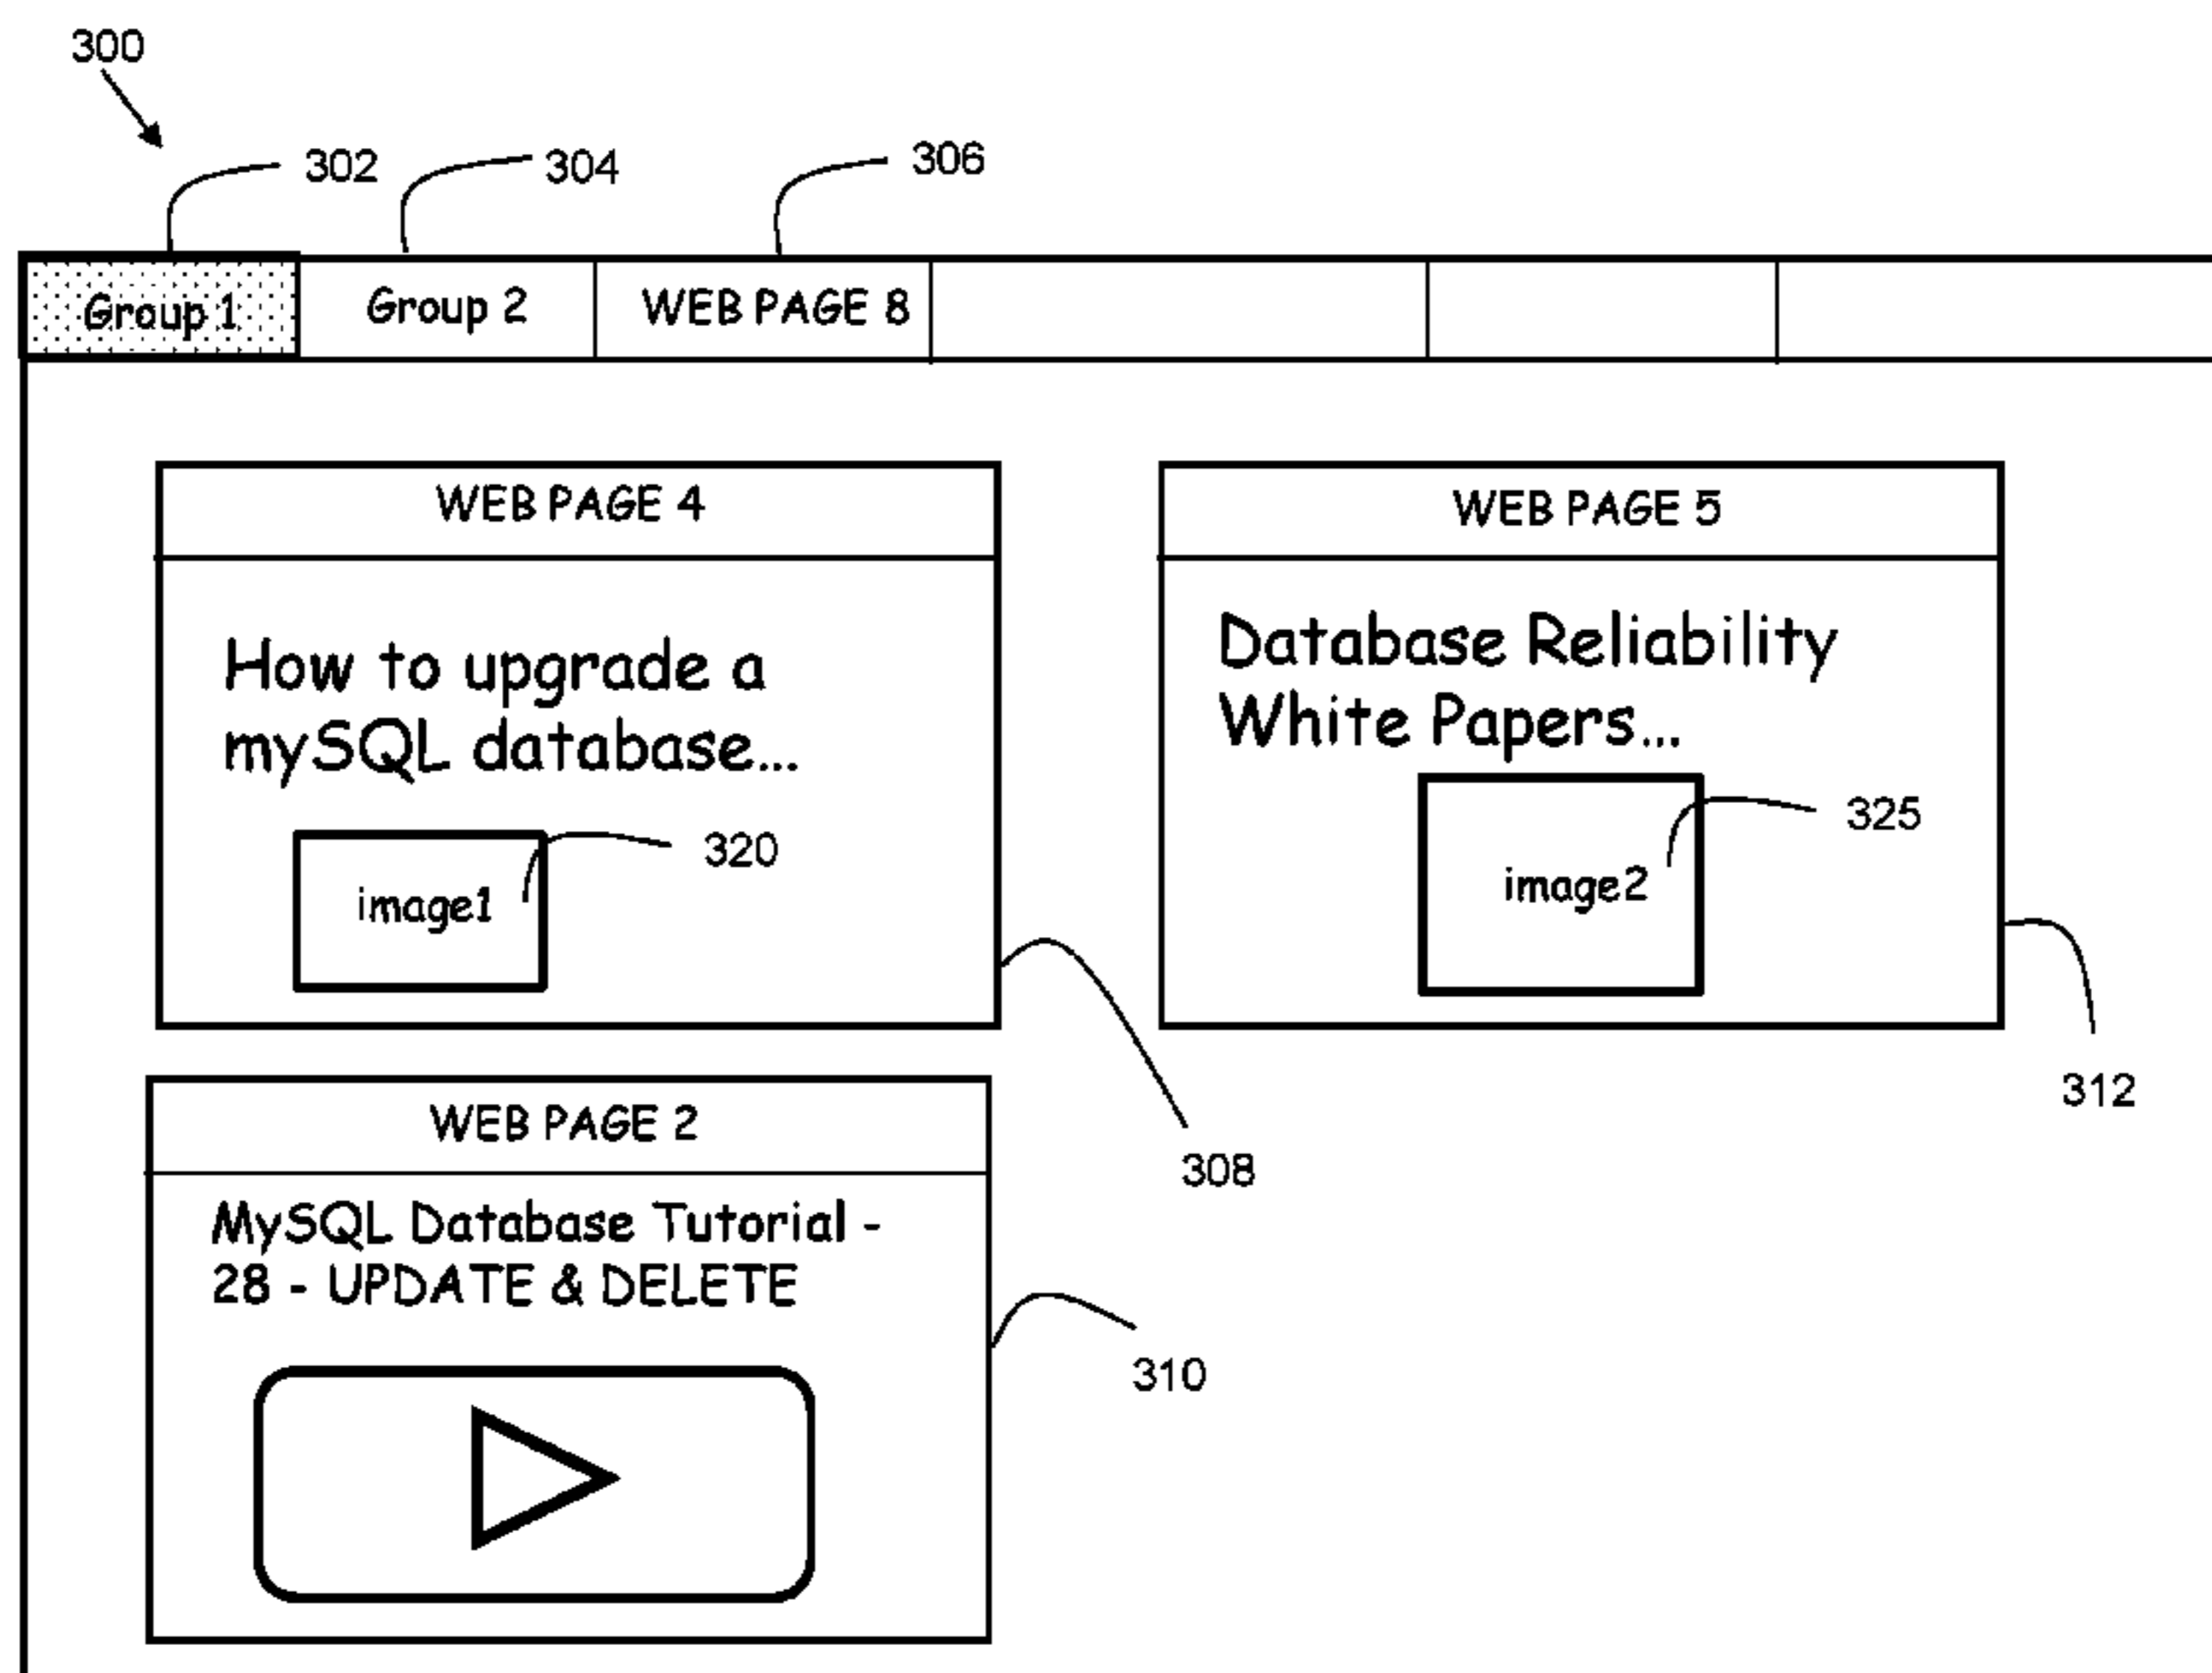 300
302
304
306
Group 1
Group 2
WEB PAGE 8
WEB PAGE 4
How to upgrade a
mySQL database...
image1
320
308
WEB PAGE 5
Database Reliability
White Papers...
image2
325
312
WEB PAGE 2
MySQL Database Tutorial -
28 - UPDATE & DELETE
310